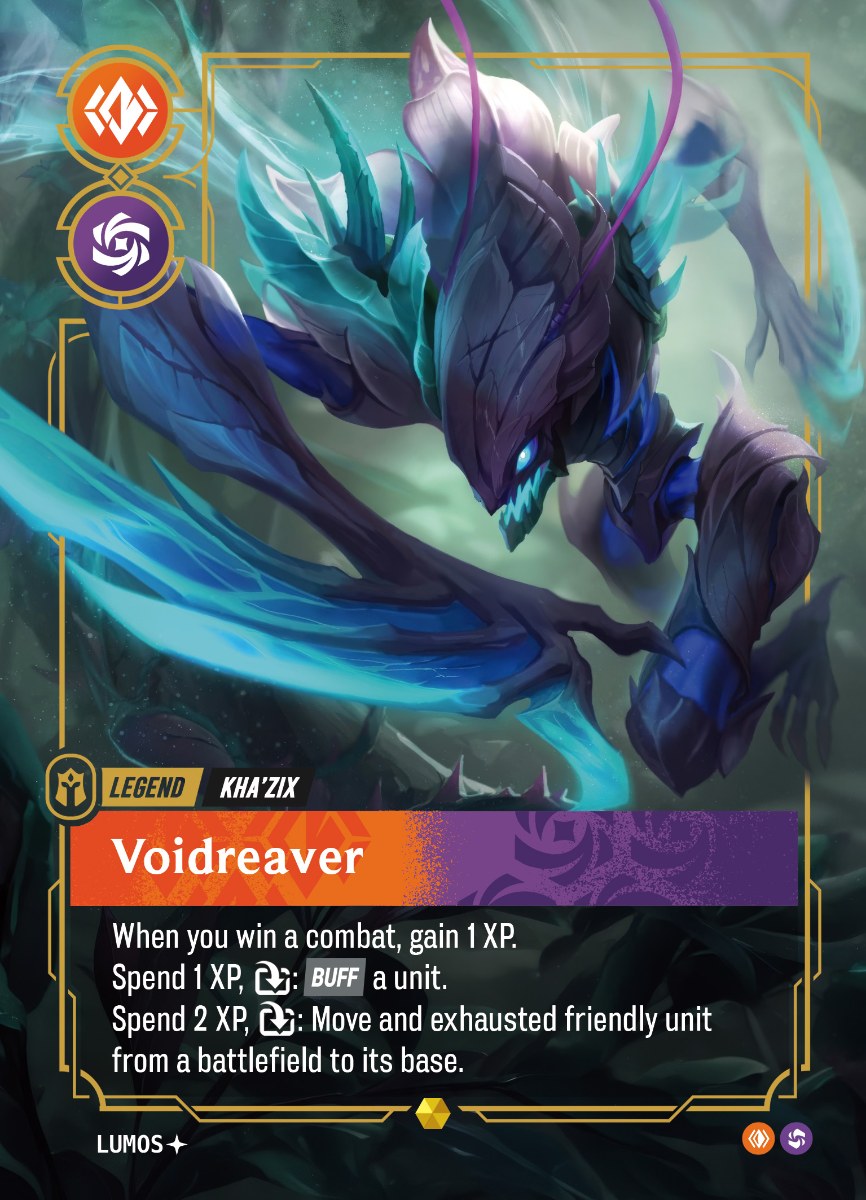 LEGEND KHA'ZIX
Voidreaver
When you win a combat, gain 1 XP.
Spend 1 XP, : BUFF a unit.
Spend 2 XP, : Move and exhausted friendly unit
from a battlefield to its base.
LUMOS